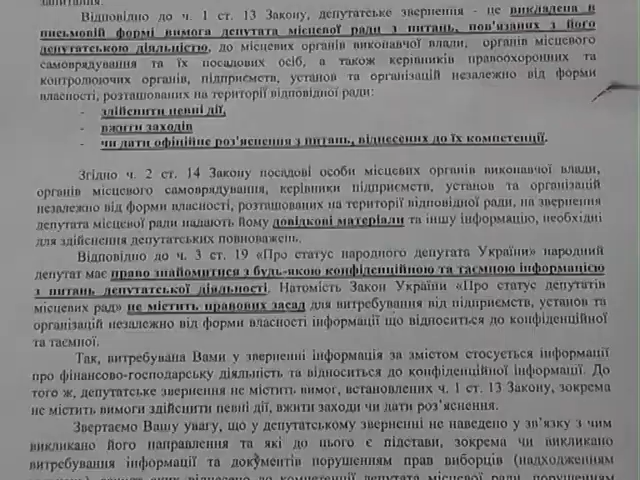 запитання.
Відповідно до ч. 1 ст. 13 Закону, депутатське звернення - це викладена в
письмовій формі вимога депутата місцевої ради з питань, пов'язаних з його
депутатською діяльністю, до місцевих органів виконавчої влади, органів місцевого
самоврядування та їх посадових осіб, а також керівників правоохоронних та
контролюючих органів, підприємств, установ та організацій незалежно від форми
власності, розташованих на території відповідної ради:
- здійснити певні дії,
- вжити заходів
- чи дати офіційне роз'яснення з питань, віднесених до їх компетенції.
Згідно ч. 2 ст. 14 Закону посадові особи місцевих органів виконавчої влади,
органів місцевого самоврядування, керівники підприємств, установ та організацій
незалежно від форми власності, розташованих на території відповідної ради, на звернення
депутата місцевої ради надають йому довідкові матеріали та іншу інформацію, необхідні
для здійснення депутатських повноважень.
Відповідно до ч. 3 ст. 19 «Про статус народного депутата України» народний
депутат має право знайомитися з будь-якою конфіденційною та таємною інформацією
з питань депутатської діяльності. Натомість Закон України «Про статус депутатів
місцевих рад» не містить правових засад для витребування від підприємств, установ та
організацій незалежно від форми власності інформації що відноситься до конфіденційної
та таємної.
Так, витребувана Вами у зверненні інформація за змістом стосується інформації
про фінансово-господарську діяльність та відноситься до конфіденційної інформації. До
того ж, депутатське звернення не містить вимог, встановлених ч. 1 ст. 13 Закону, зокрема
не містить вимоги здійснити певні дії, вжити заходи чи дати роз'яснення.
Звертаємо Вашу увагу, що у депутатському зверненні не наведено у зв'язку з чим
викликано його направлення та які до цього є підстави, зокрема чи викликано
витребування інформації та документів порушенням прав виборців (надходженням
віднесено до компетенції депутата місцевої ради, порушенням